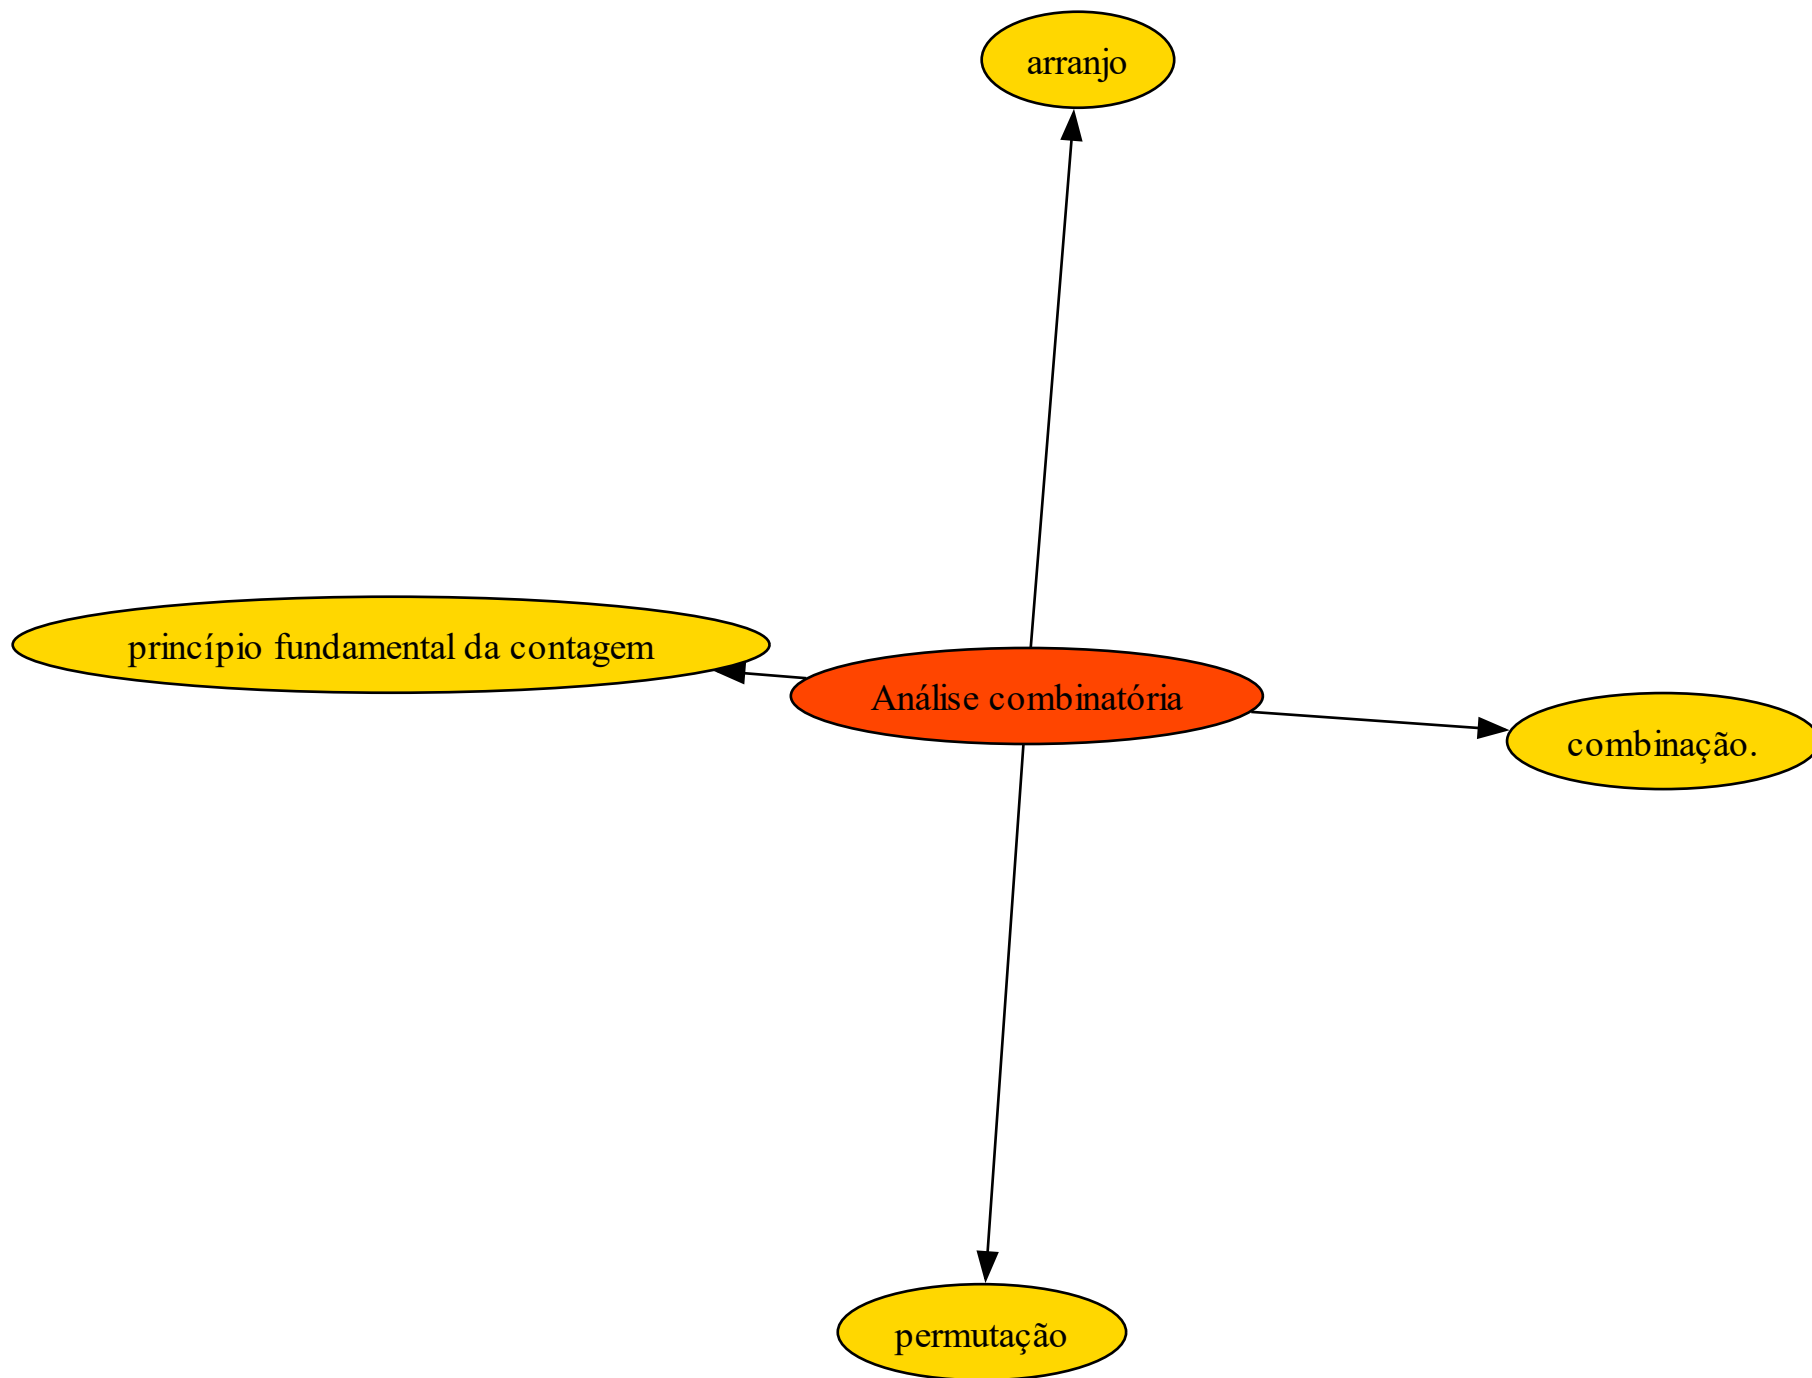 arranjo
princípio fundamental da contagem
Análise combinatória
combinação.
permutação